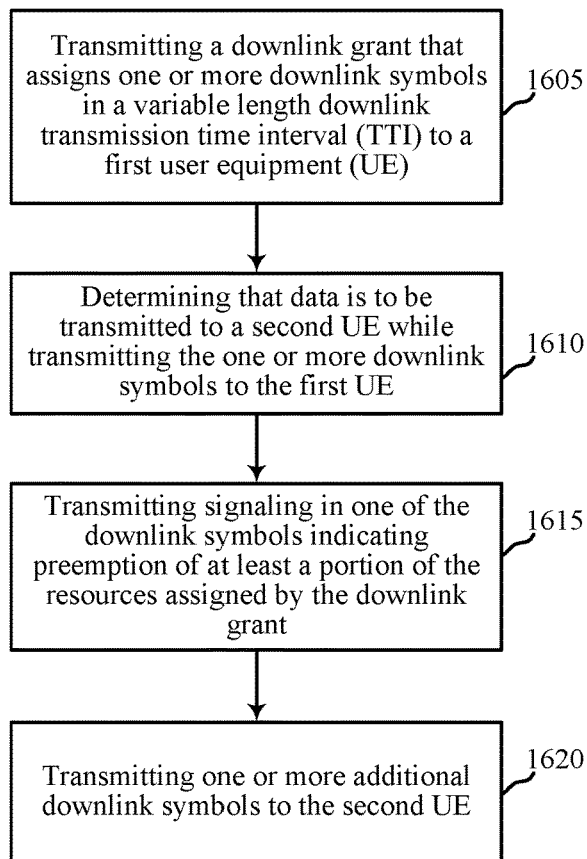 Transmitting a downlink grant that
assigns one or more downlink symbols
in a variable length downlink
transmission time interval (TTI) to a
first user equipment (UE)
1605
Determining that data is to be
transmitted to a second UE while
transmitting the one or more downlink
symbols to the first UE
1610
Transmitting signaling in one of the
downlink symbols indicating
preemption of at least a portion of the
resources assigned by the downlink
grant
1615
Transmitting one or more additional
downlink symbols to the second UE
1620